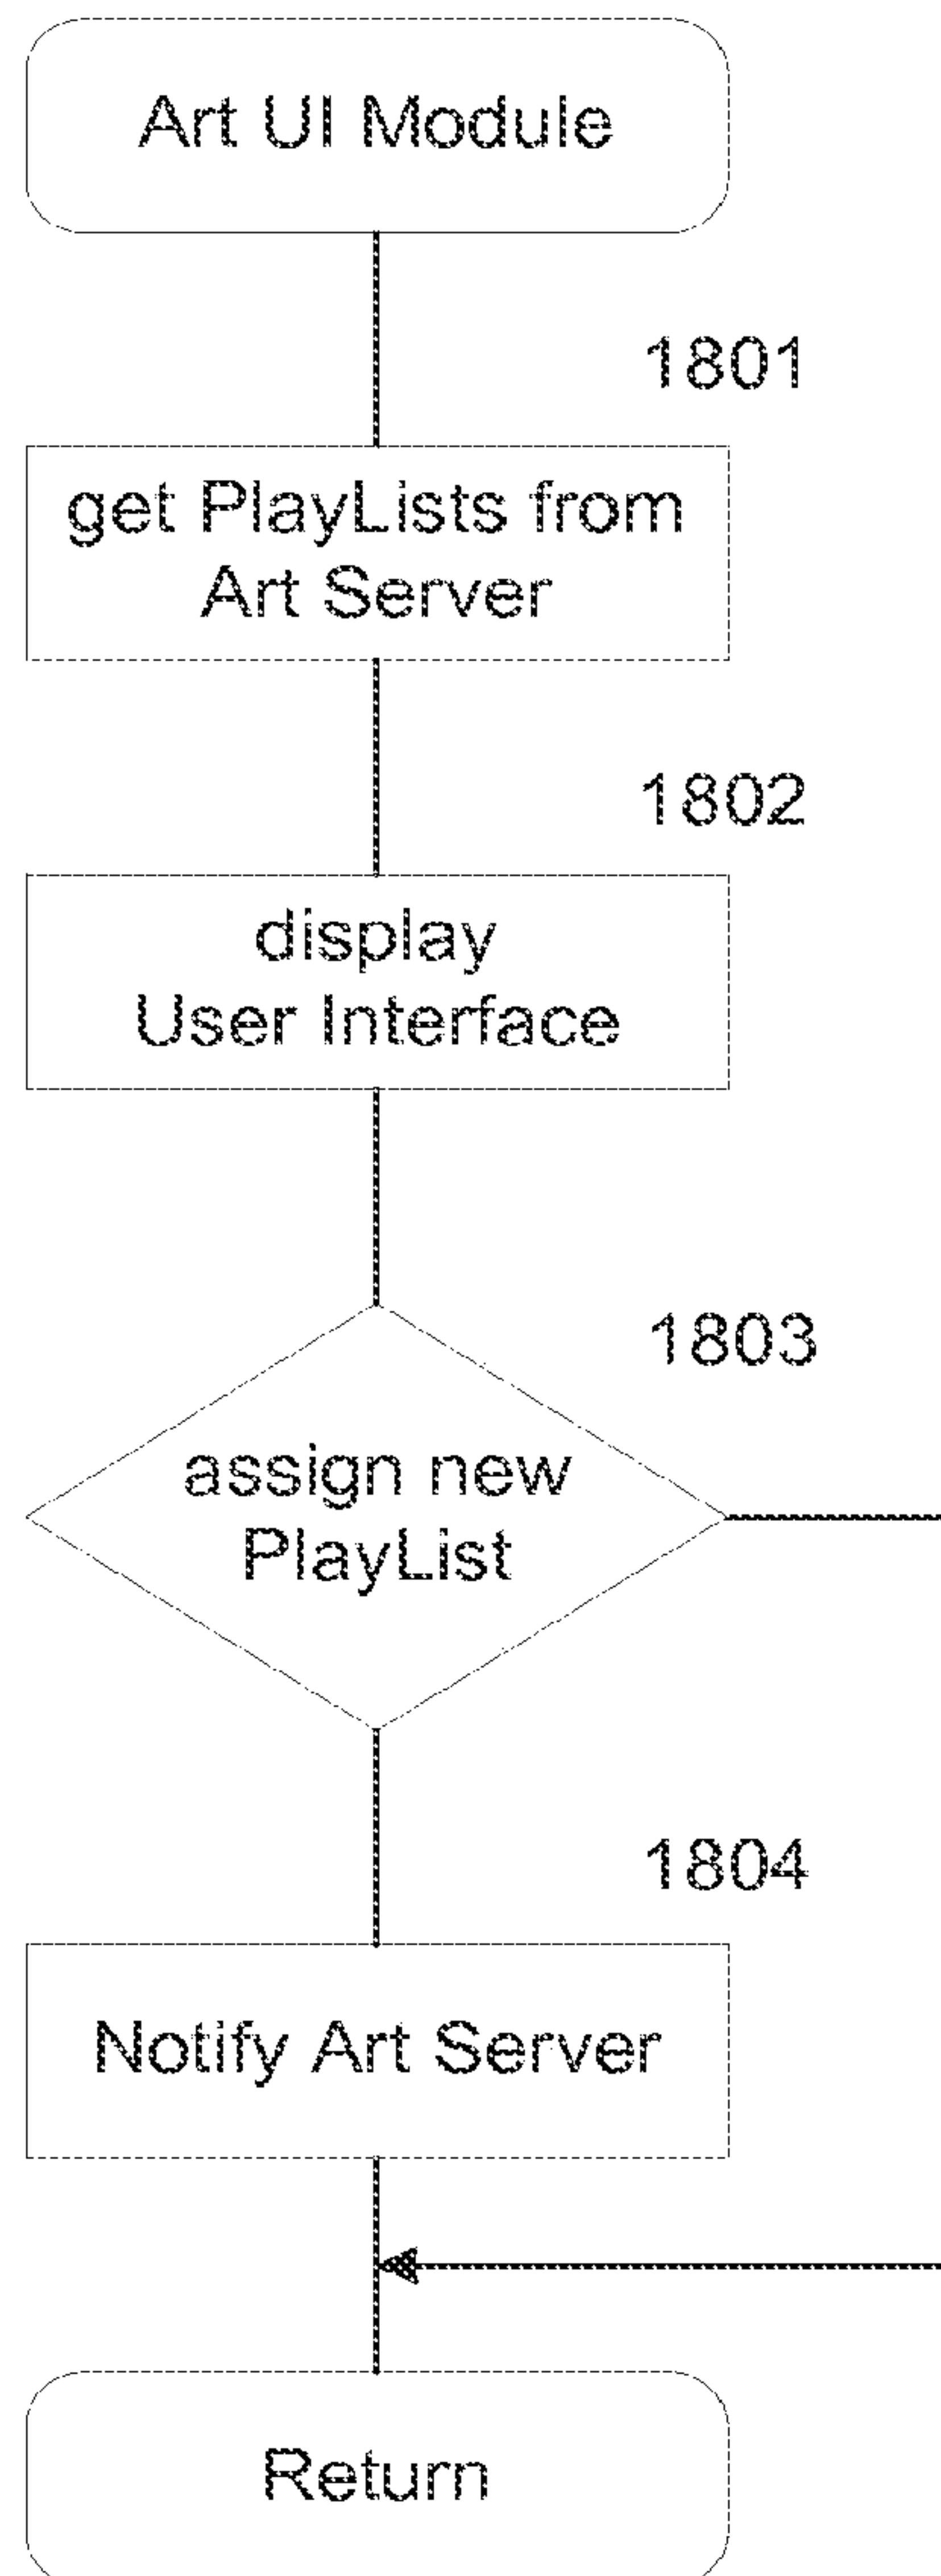 Art UI Module
1801
get PlayLists from
Art Server
1802
display
User Interface
1803
assign new
PlayList
1804
Notify Art Server
Return